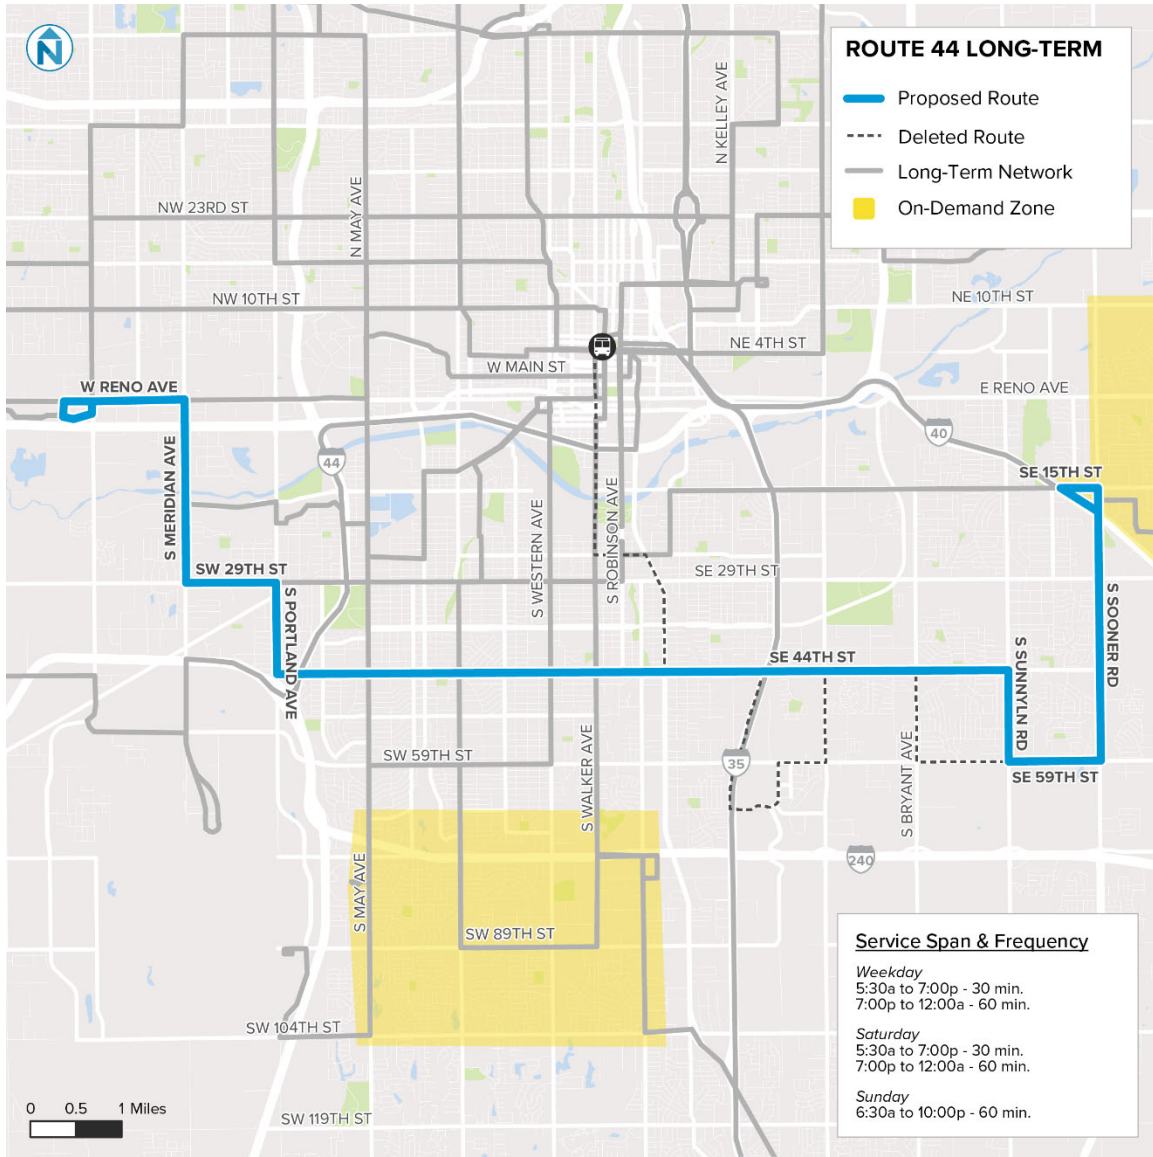 N
ROUTE 44 LONG-TERM
Proposed Route
Deleted Route
Long-Term Network
On-Demand Zone
N KELLEY AVE
N MAY AVE
NW 23RD ST
NW 10TH ST
NE 10TH ST
NE 4TH ST
W MAIN ST
W RENO AVE
E RENO AVE
40
44
SE 15TH ST
S MERIDIAN AVE
S WESTERN AVE
S ROBINSON AVE
SW 29TH ST
SE 29TH ST
S PORTLAND AVE
S SOONER RD
S SUNNYLN RD
SE 44TH ST
SW 59TH ST
S WALKER AVE
35
S BRYANT AVE
SE 59TH ST
240
S MAY AVE
SW 89TH ST
SW 104TH ST
SW 119TH ST
0 0.5 1 Miles
Service Span & Frequency
Weekday
5:30a to 7:00p - 30 min.
7:00p to 12:00a - 60 min.
Saturday
5:30a to 7:00p - 30 min.
7:00p to 12:00a - 60 min.
Sunday
6:30a to 10:00p - 60 min.